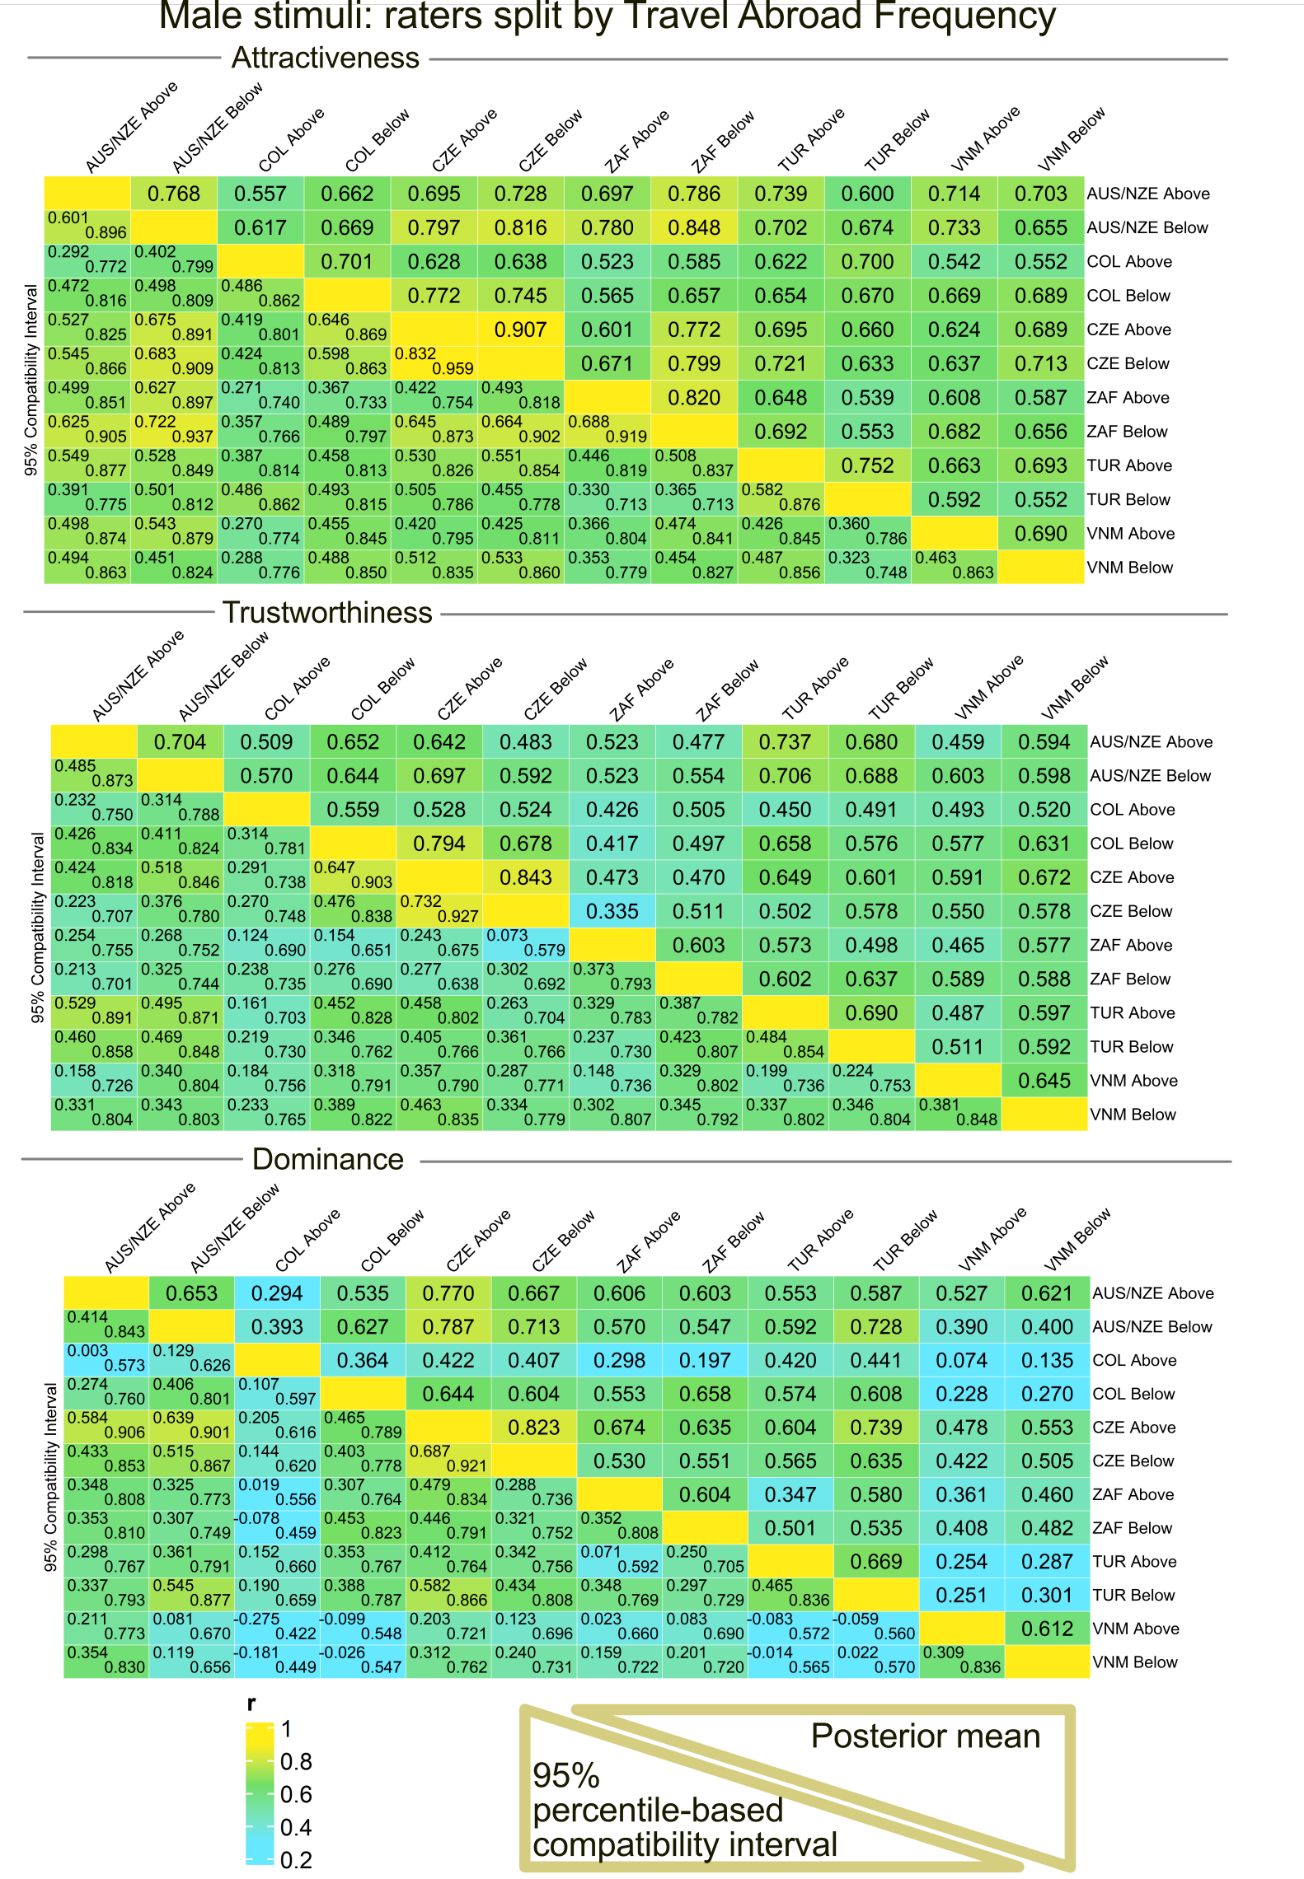 Male stimuli: raters split by Travel Abroad Frequency
Attractiveness
AUS/NZE Above AUS/NZE Below COL Above COL Below CZE Above CZE Below ZAF Above ZAF Below TUR Above TUR Below VNM Above VNM Below
95% Compatibility Interval
0.768 0.557 0.662 0.695 0.728 0.697 0.786 0.739 0.600 0.714 0.703 AUS/NZE Above
0.601 0.896 0.617 0.669 0.797 0.816 0.780 0.848 0.702 0.674 0.733 0.655 AUS/NZE Below
0.292 0.772 0.402 0.799 0.701 0.628 0.638 0.523 0.585 0.622 0.700 0.542 0.552 COL Above
0.472 0.816 0.498 0.809 0.486 0.862 0.772 0.745 0.565 0.657 0.654 0.670 0.669 0.689 COL Below
0.527 0.825 0.675 0.891 0.419 0.801 0.646 0.869 0.907 0.601 0.772 0.695 0.660 0.624 0.689 CZE Above
0.545 0.866 0.683 0.909 0.424 0.813 0.598 0.863 0.832 0.959 0.671 0.799 0.721 0.633 0.637 0.713 CZE Below
0.499 0.851 0.627 0.897 0.271 0.740 0.367 0.733 0.422 0.754 0.493 0.818 0.820 0.648 0.539 0.608 0.587 ZAF Above
0.625 0.905 0.722 0.937 0.357 0.766 0.489 0.797 0.645 0.873 0.664 0.902 0.688 0.919 0.692 0.553 0.682 0.656 ZAF Below
0.549 0.877 0.528 0.849 0.387 0.814 0.458 0.813 0.530 0.826 0.551 0.854 0.446 0.819 0.508 0.837 0.752 0.663 0.693 TUR Above
0.391 0.775 0.501 0.812 0.486 0.862 0.493 0.815 0.505 0.786 0.455 0.778 0.330 0.713 0.365 0.713 0.582 0.876 0.592 0.552 TUR Below
0.498 0.874 0.543 0.879 0.270 0.774 0.455 0.845 0.420 0.795 0.425 0.811 0.366 0.804 0.474 0.841 0.426 0.845 0.360 0.786 0.690 VNM Above
0.494 0.863 0.451 0.824 0.288 0.776 0.488 0.850 0.512 0.835 0.533 0.860 0.353 0.779 0.454 0.827 0.487 0.856 0.323 0.748 0.463 0.863 VNM Below
Trustworthiness
AUS/NZE Above AUS/NZE Below COL Above COL Below CZE Above CZE Below ZAF Above ZAF Below TUR Above TUR Below VNM Above VNM Below
95% Compatibility Interval
0.704 0.509 0.652 0.642 0.483 0.523 0.477 0.737 0.680 0.459 0.594 AUS/NZE Above
0.485 0.873 0.570 0.644 0.697 0.592 0.523 0.554 0.706 0.688 0.603 0.598 AUS/NZE Below
0.232 0.750 0.314 0.788 0.559 0.528 0.524 0.426 0.505 0.450 0.491 0.493 0.520 COL Above
0.426 0.834 0.411 0.824 0.314 0.781 0.794 0.678 0.417 0.497 0.658 0.576 0.577 0.631 COL Below
0.424 0.818 0.518 0.846 0.291 0.738 0.647 0.903 0.843 0.473 0.470 0.649 0.601 0.591 0.672 CZE Above
0.223 0.707 0.376 0.780 0.270 0.748 0.476 0.838 0.732 0.927 0.335 0.511 0.502 0.578 0.550 0.578 CZE Below
0.254 0.755 0.268 0.752 0.124 0.690 0.154 0.651 0.243 0.675 0.073 0.579 0.603 0.573 0.498 0.465 0.577 ZAF Above
0.213 0.701 0.325 0.744 0.238 0.735 0.276 0.690 0.277 0.638 0.302 0.692 0.373 0.793 0.602 0.637 0.589 0.588 ZAF Below
0.529 0.891 0.495 0.871 0.161 0.703 0.452 0.828 0.458 0.802 0.263 0.704 0.329 0.783 0.387 0.782 0.690 0.487 0.597 TUR Above
0.460 0.858 0.469 0.848 0.219 0.730 0.346 0.762 0.405 0.766 0.361 0.766 0.237 0.730 0.423 0.807 0.484 0.854 0.511 0.592 TUR Below
0.158 0.726 0.340 0.804 0.184 0.756 0.318 0.791 0.357 0.790 0.287 0.771 0.148 0.736 0.329 0.802 0.199 0.736 0.224 0.753 0.645 VNM Above
0.331 0.804 0.343 0.803 0.233 0.765 0.389 0.822 0.463 0.835 0.334 0.779 0.302 0.807 0.345 0.792 0.337 0.802 0.346 0.804 0.381 0.848 VNM Below
Dominance
AUS/NZE Above AUS/NZE Below COL Above COL Below CZE Above CZE Below ZAF Above ZAF Below TUR Above TUR Below VNM Above VNM Below
95% Compatibility Interval
0.653 0.294 0.535 0.770 0.667 0.606 0.603 0.553 0.587 0.527 0.621 AUS/NZE Above
0.414 0.843 0.393 0.627 0.787 0.713 0.570 0.547 0.592 0.728 0.390 0.400 AUS/NZE Below
0.003 0.573 0.129 0.626 0.364 0.422 0.407 0.298 0.197 0.420 0.441 0.074 0.135 COL Above
0.274 0.760 0.406 0.801 0.107 0.597 0.644 0.604 0.553 0.658 0.574 0.608 0.228 0.270 COL Below
0.584 0.906 0.639 0.901 0.205 0.616 0.465 0.789 0.823 0.674 0.635 0.604 0.739 0.478 0.553 CZE Above
0.433 0.853 0.515 0.867 0.144 0.620 0.403 0.778 0.687 0.921 0.530 0.551 0.565 0.635 0.422 0.505 CZE Below
0.348 0.808 0.325 0.773 0.019 0.556 0.307 0.764 0.479 0.834 0.288 0.736 0.604 0.347 0.580 0.361 0.460 ZAF Above
0.353 0.810 0.307 0.749 -0.078 0.459 0.453 0.823 0.446 0.791 0.321 0.752 0.352 0.808 0.501 0.535 0.408 0.482 ZAF Below
0.298 0.767 0.361 0.791 0.152 0.660 0.353 0.767 0.412 0.764 0.342 0.756 0.071 0.592 0.250 0.705 0.669 0.254 0.287 TUR Above
0.337 0.793 0.545 0.877 0.190 0.659 0.388 0.787 0.582 0.866 0.434 0.808 0.348 0.769 0.297 0.729 0.465 0.836 0.251 0.301 TUR Below
0.211 0.773 0.081 0.670 -0.275 0.422 -0.099 0.548 0.203 0.721 0.123 0.696 0.023 0.660 0.083 0.690 -0.083 0.572 -0.059 0.560 0.612 VNM Above
0.354 0.830 0.119 0.656 -0.181 0.449 -0.026 0.547 0.312 0.762 0.240 0.731 0.159 0.722 0.201 0.720 -0.014 0.565 0.022 0.570 0.309 0.836 VNM Below
r
1
0.8
0.6
0.4
0.2
Posterior mean
95%
percentile-based
compatibility interval